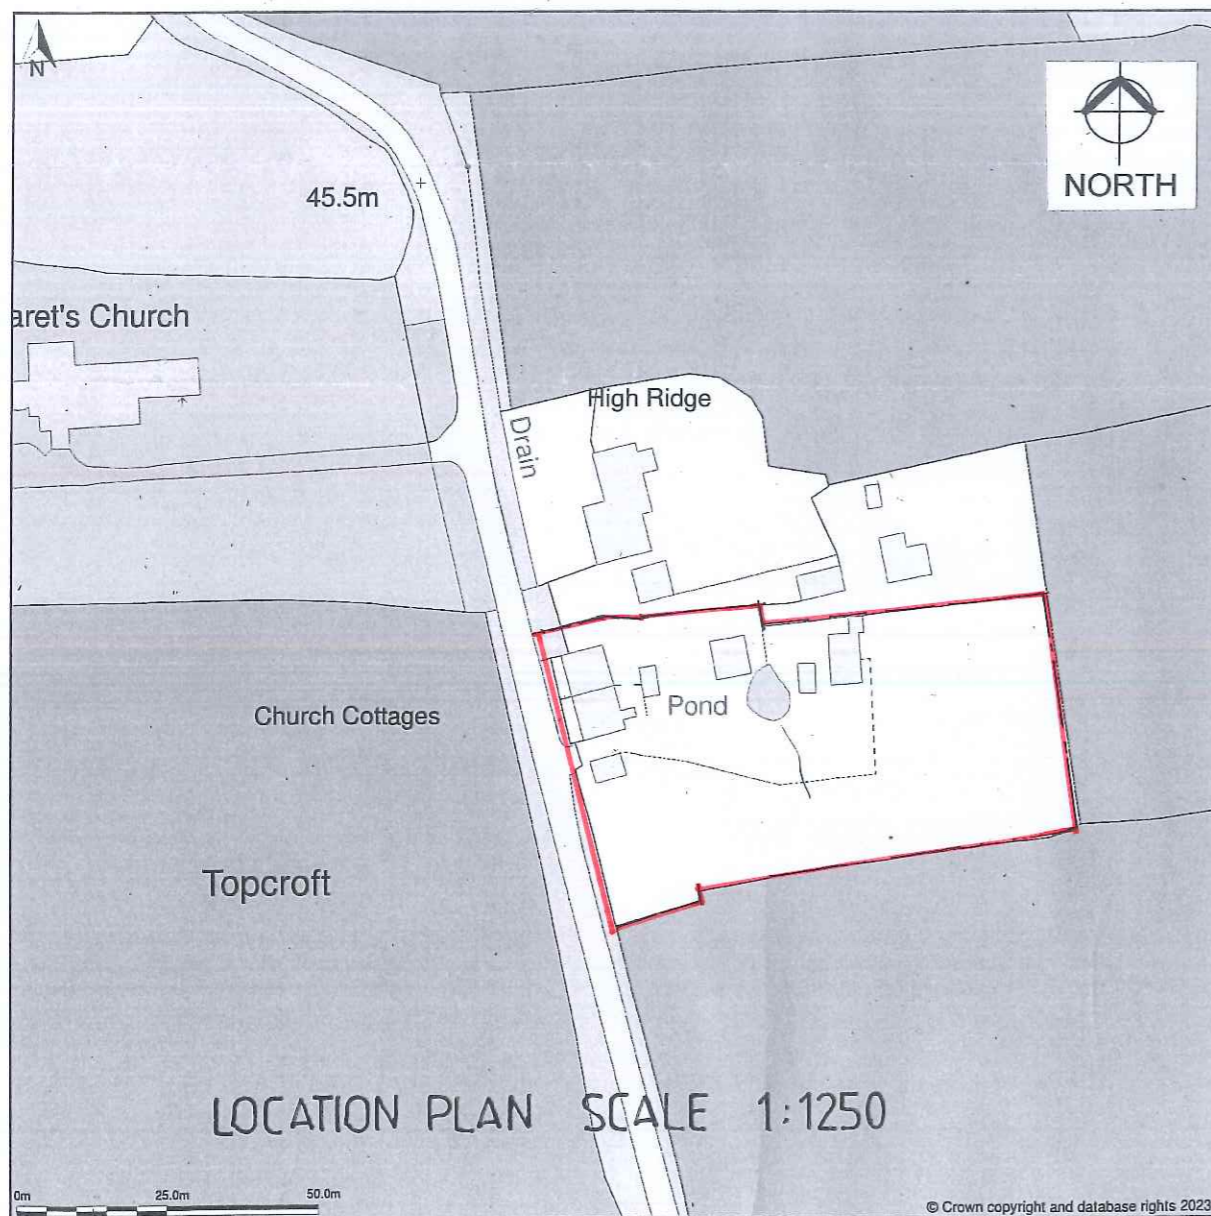 N
NORTH
45.5m
aret's Church
High Ridge
Drain
Church Cottages
Pond
Topcroft
LOCATION PLAN SCALE 1:1250
0m 25.0m 50.0m
© Crown copyright and database rights 2023